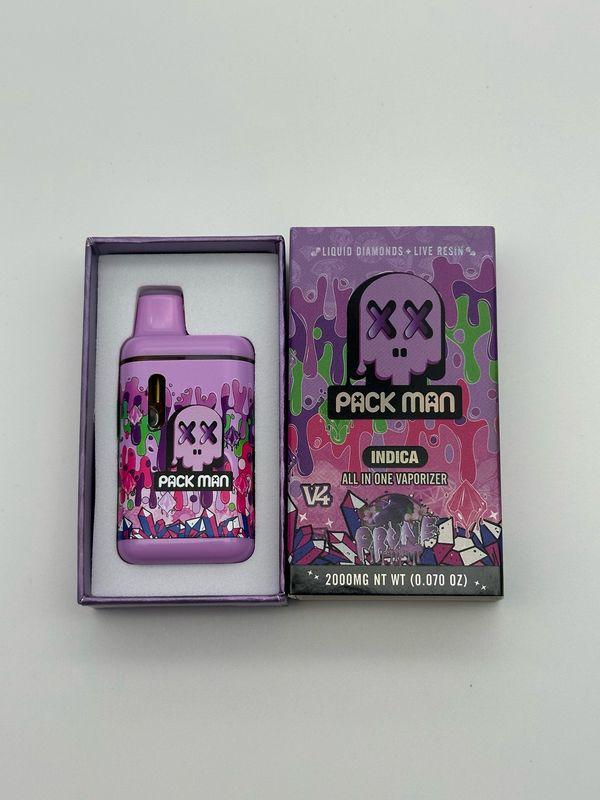 PACK MAN
LIQUID DIAMONDS + LIVE RESIN
PACK MAN
INDICA
ALL IN ONE VAPORIZER
V4
2000MG NT WT (0.070 OZ)